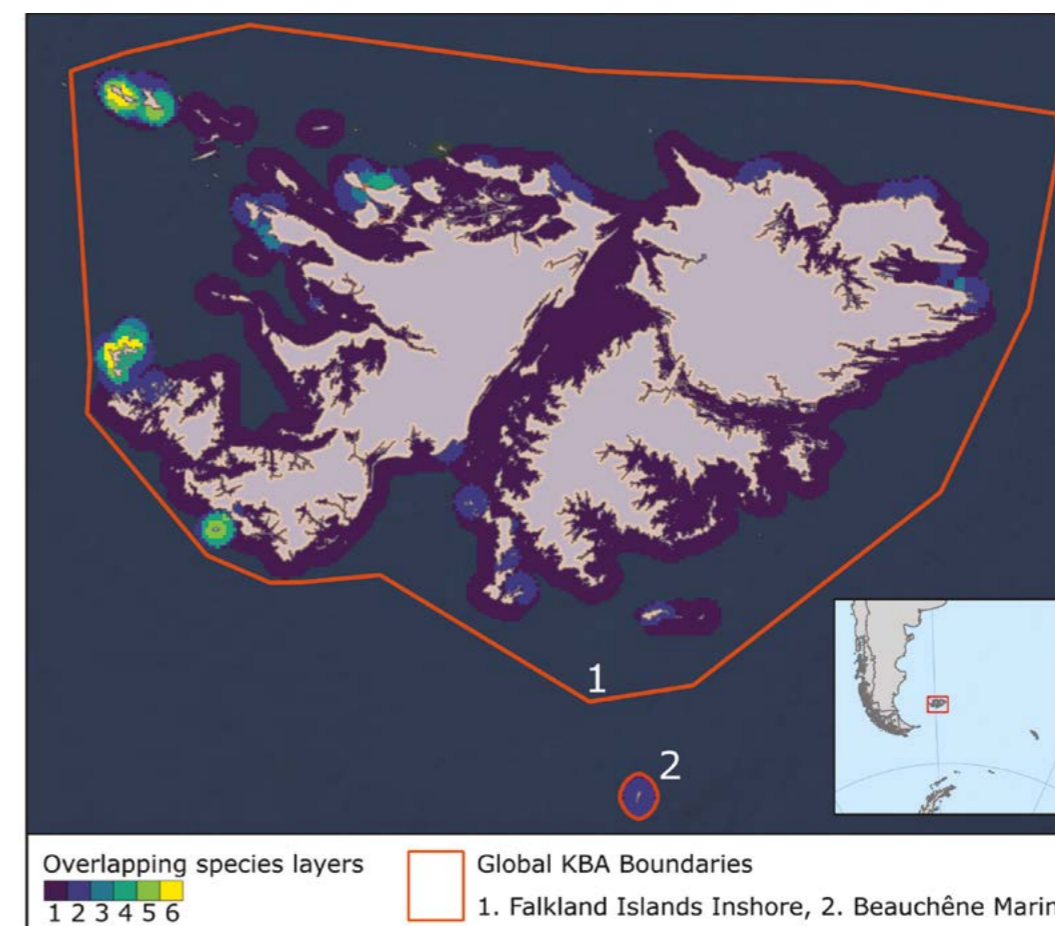 1
2
Overlapping species layers
1 2 3 4 5 6
Global KBA Boundaries
1. Falkland Islands Inshore, 2. Beauchêne Marin